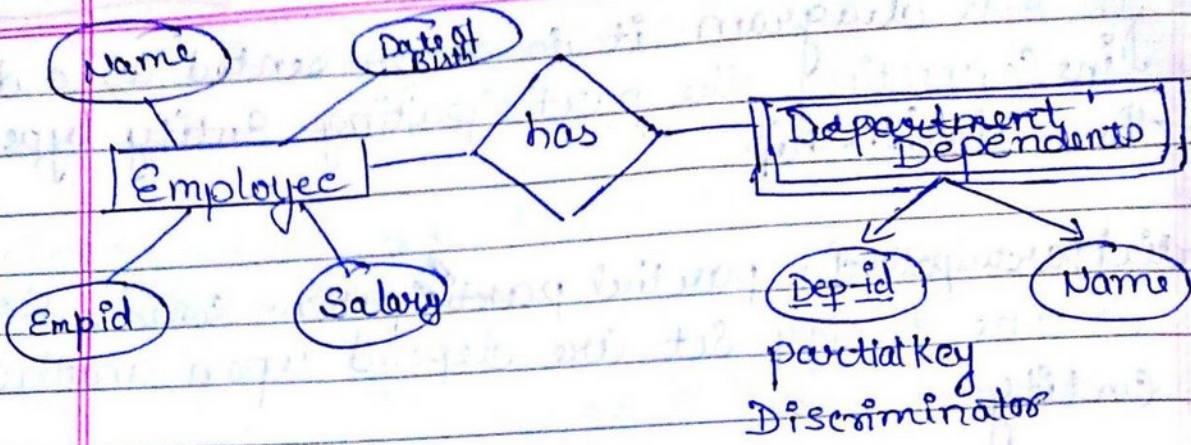 Name
Date of
Birth
Employee
has
Department
Dependents
Empid
Salary
Dep-id
Name
partial Key
Discriminator